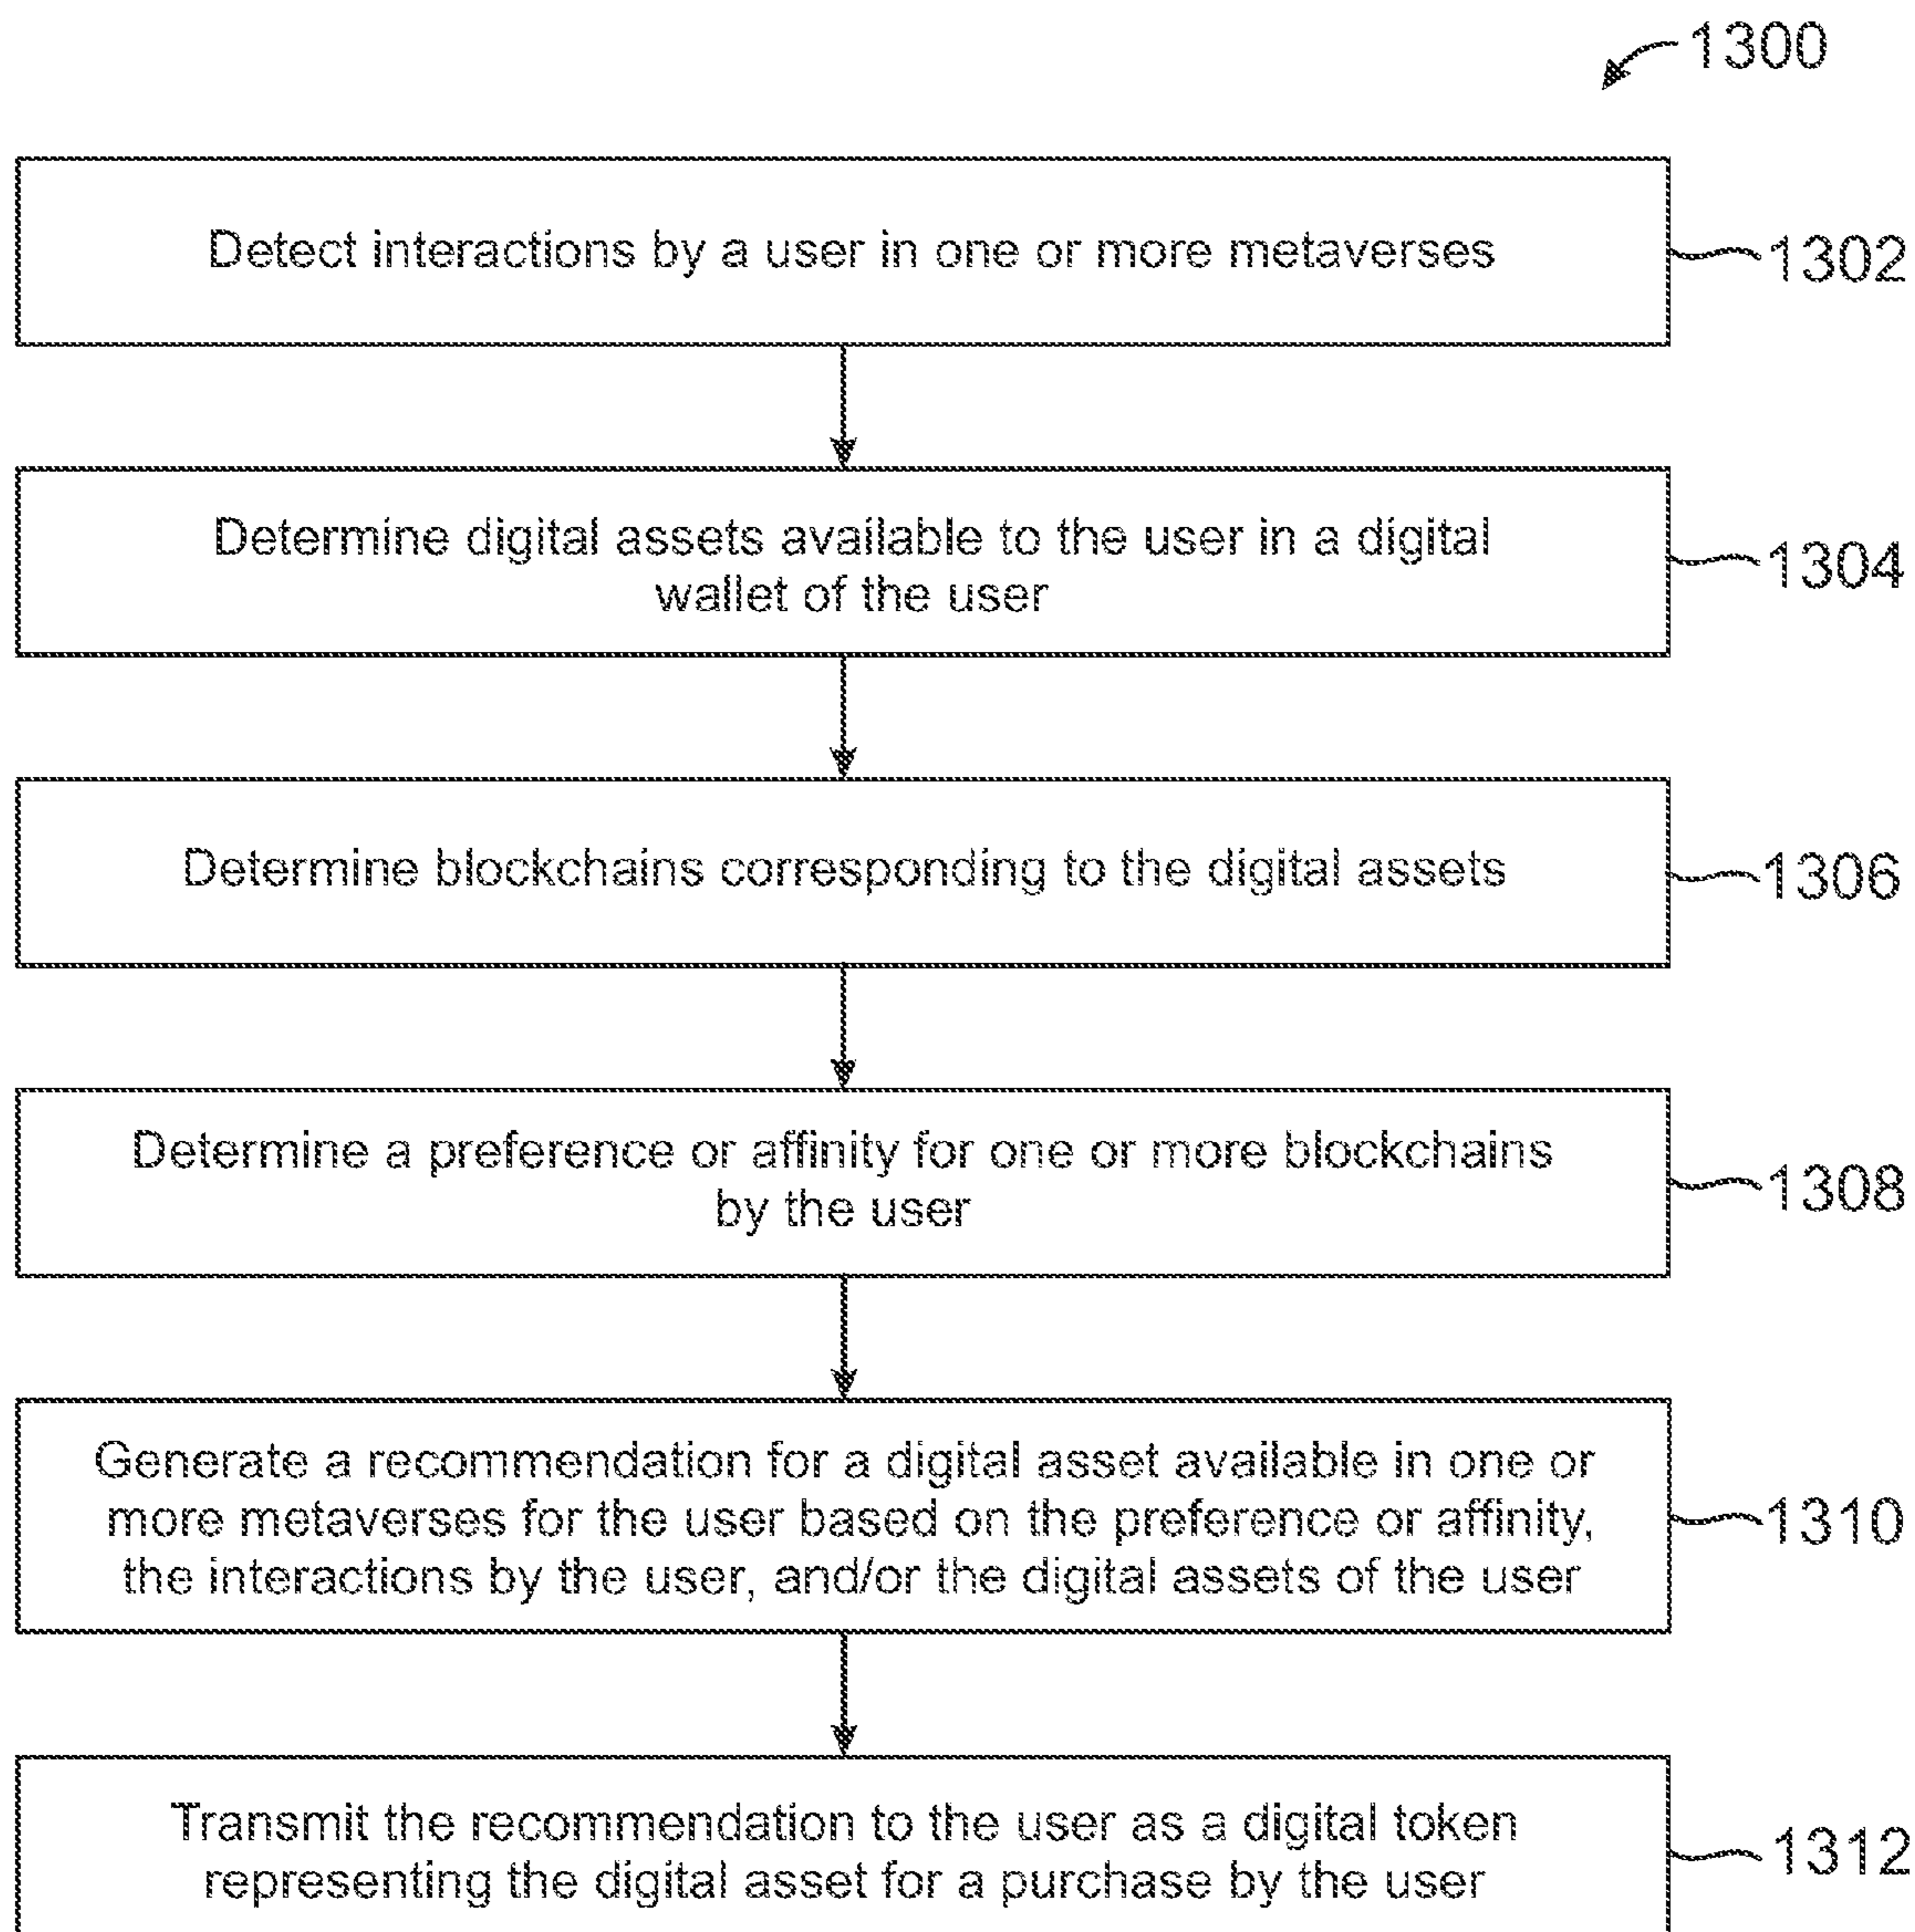 1300
Detect interactions by a user in one or more metaverses
1302
Determine digital assets available to the user in a digital
wallet of the user
1304
Determine blockchains corresponding to the digital assets
1306
Determine a preference or affinity for one or more blockchains
by the user
1308
Generate a recommendation for a digital asset available in one or
more metaverses for the user based on the preference or affinity,
the interactions by the user, and/or the digital assets of the user
1310
Transmit the recommendation to the user as a digital token
representing the digital asset for a purchase by the user
1312